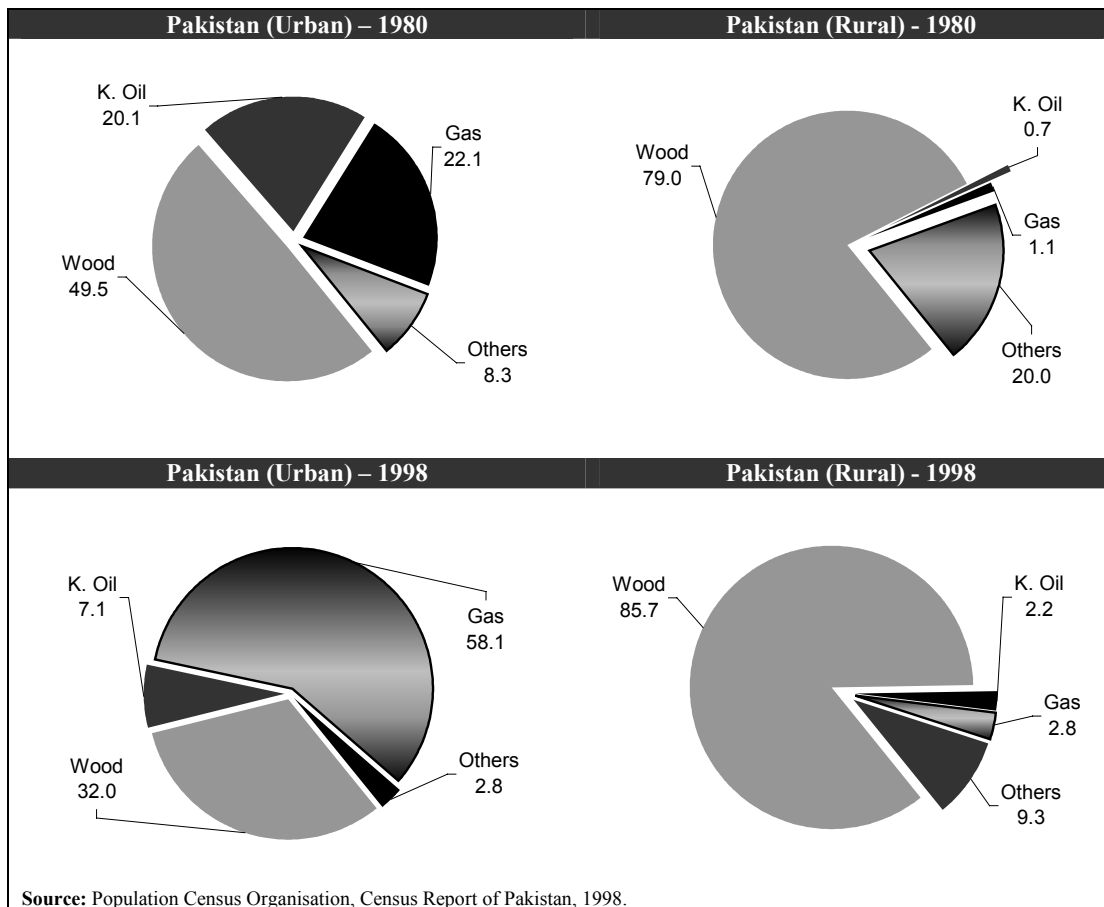 Pakistan (Urban) – 1980
K. Oil
20.1
Gas
22.1
Wood
49.5
Others
8.3
Pakistan (Rural) - 1980
K. Oil
0.7
Wood
79.0
Gas
1.1
Others
20.0
Pakistan (Urban) – 1998
K. Oil
7.1
Gas
58.1
Wood
32.0
Others
2.8
Pakistan (Rural) - 1998
Wood
85.7
K. Oil
2.2
Gas
2.8
Others
9.3
Source: Population Census Organisation, Census Report of Pakistan, 1998.